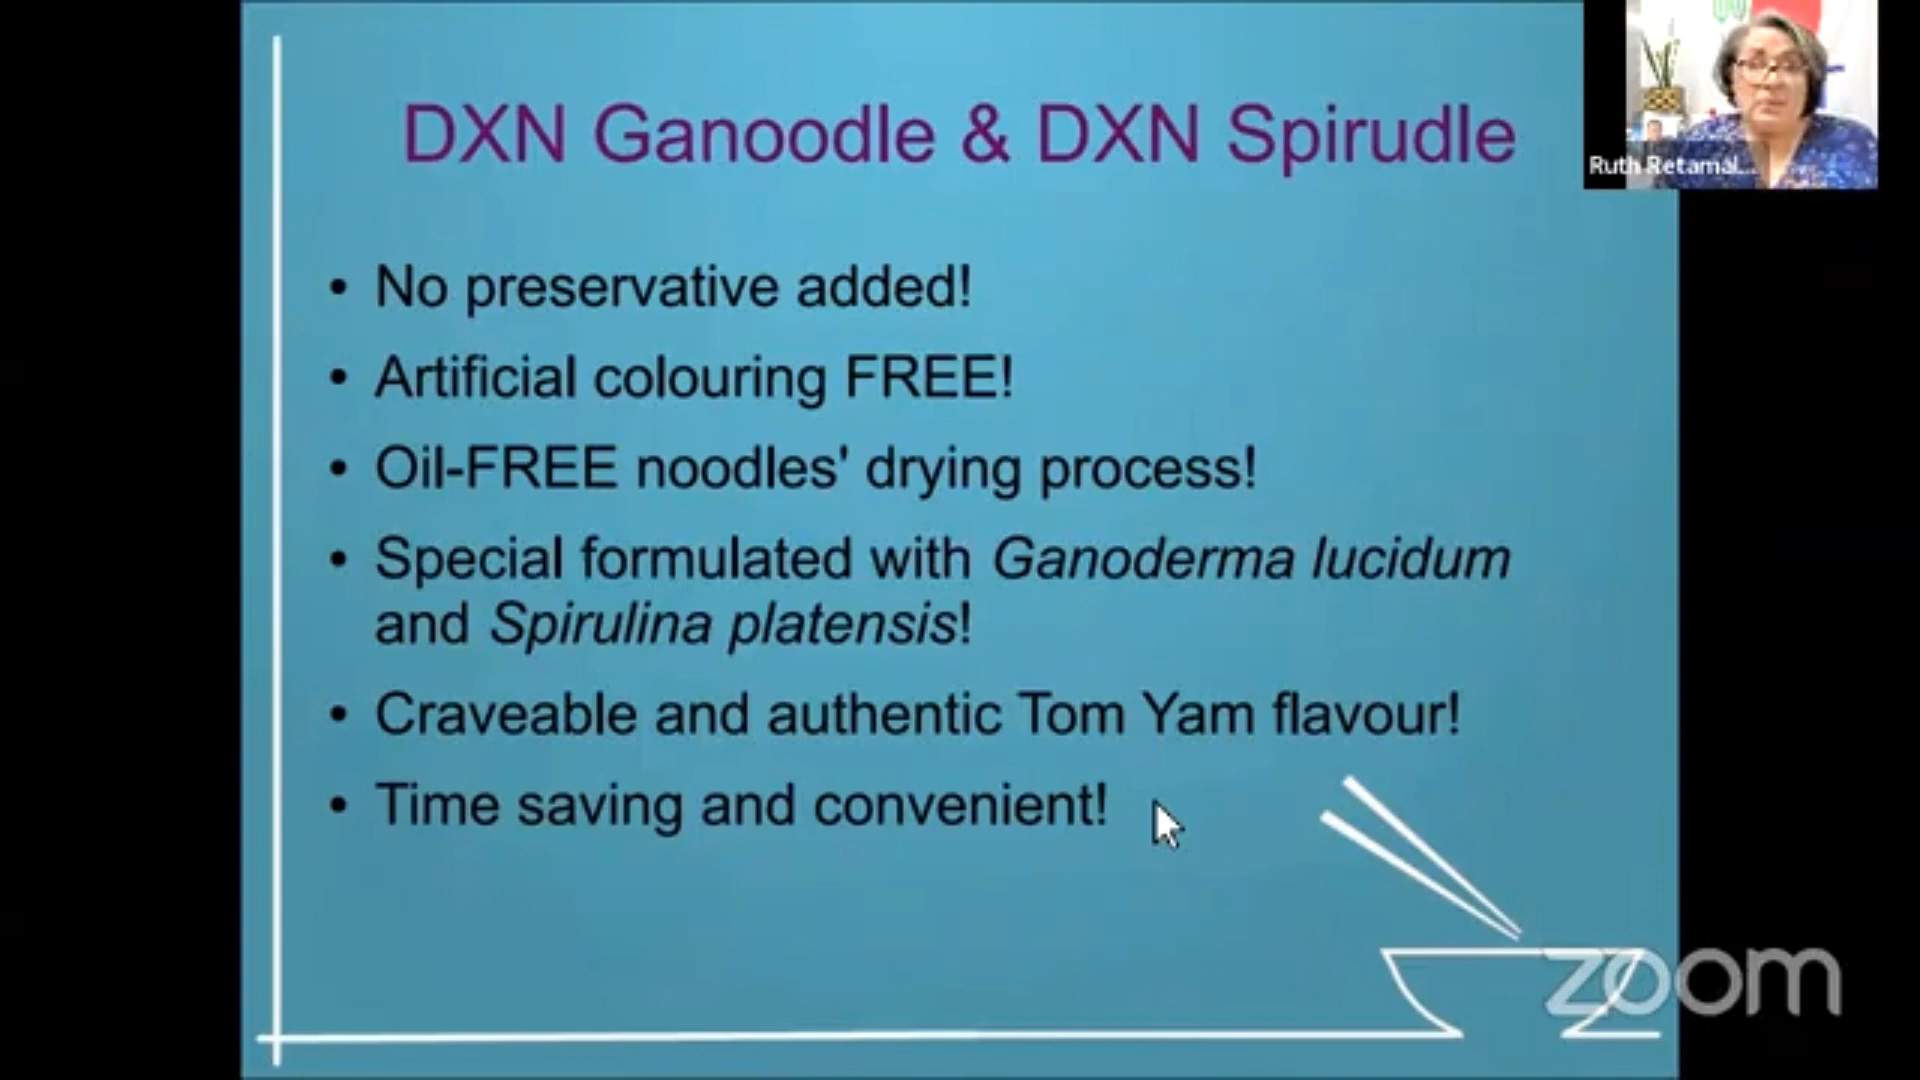 DXN Ganoodle & DXN Spirudle
Ruth Retamal...
• No preservative added!
• Artificial colouring FREE!
• Oil-FREE noodles' drying process!
• Special formulated with Ganoderma lucidum
and Spirulina platensis!
• Craveable and authentic Tom Yam flavour!
• Time saving and convenient!
zoom